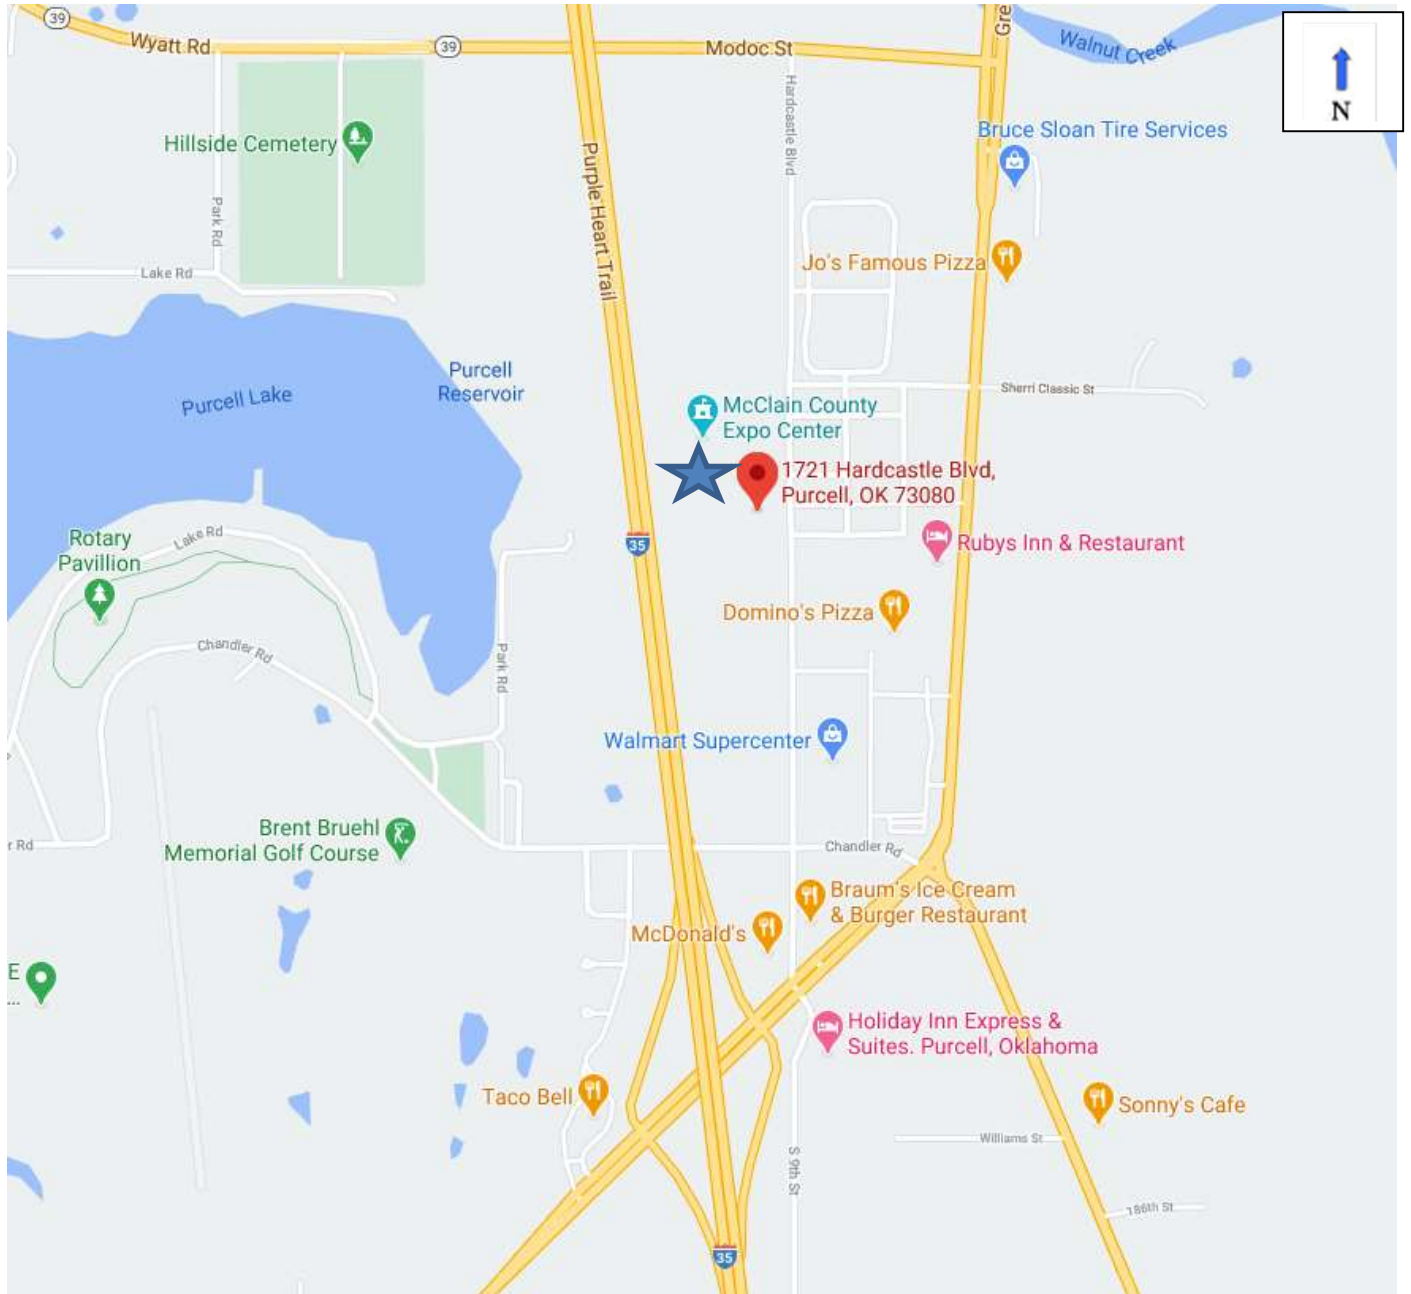 39
Wyatt Rd
39
Modoc St
Gre
Walnut Creek
N
Hardcastle Blvd
Bruce Sloan Tire Services
Hillside Cemetery
Purple Heart Trail
Park Rd
Jo's Famous Pizza
Lake Rd
Purcell
Reservoir
Purcell Lake
Sherri Classic St
McClain County
Expo Center
1721 Hardcastle Blvd,
Purcell, OK 73080
Rotary
Pavillion
Lake Rd
35
Rubys Inn & Restaurant
Domino's Pizza
Chandler Rd
Park Rd
Walmart Supercenter
Brent Bruehl
Memorial Golf Course
r Rd
Chandler Rd
Braum's Ice Cream
& Burger Restaurant
McDonald's
E
...
Holiday Inn Express &
Suites. Purcell, Oklahoma
Taco Bell
Sonny's Cafe
Williams St
S 9th St
186th St
35